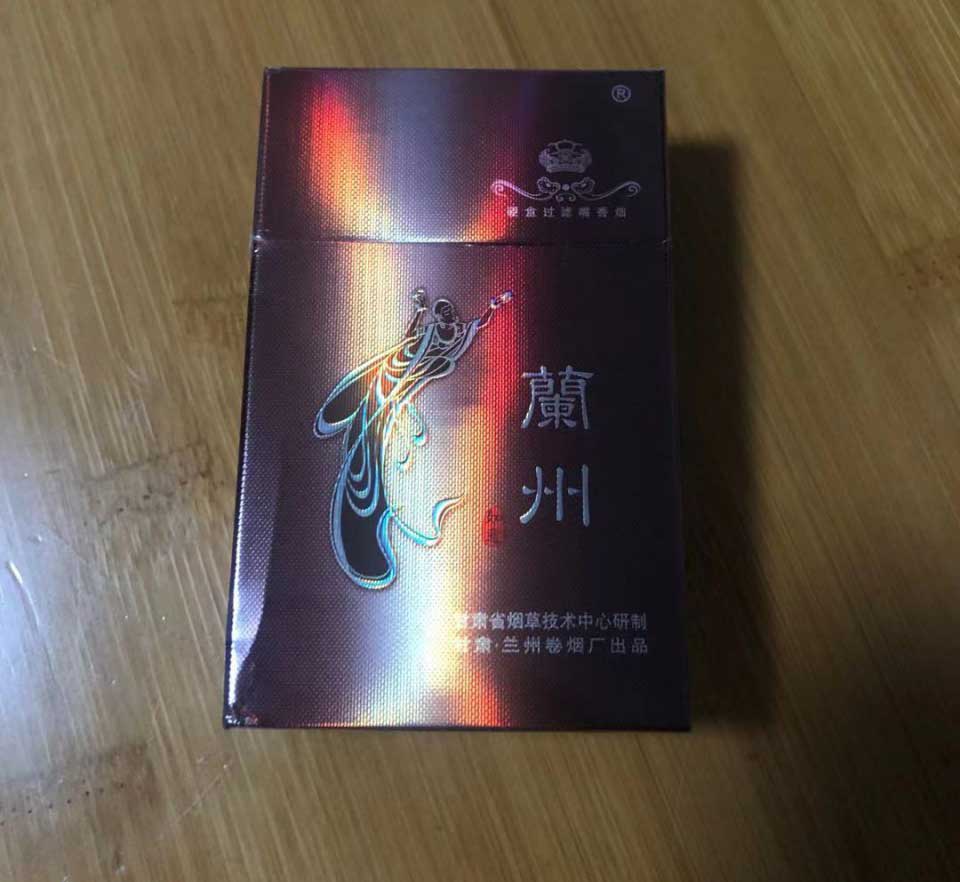 ®
硬盒过滤嘴香烟
蘭
州
甘肃省烟草技术中心研制
甘肃·兰州卷烟厂出品